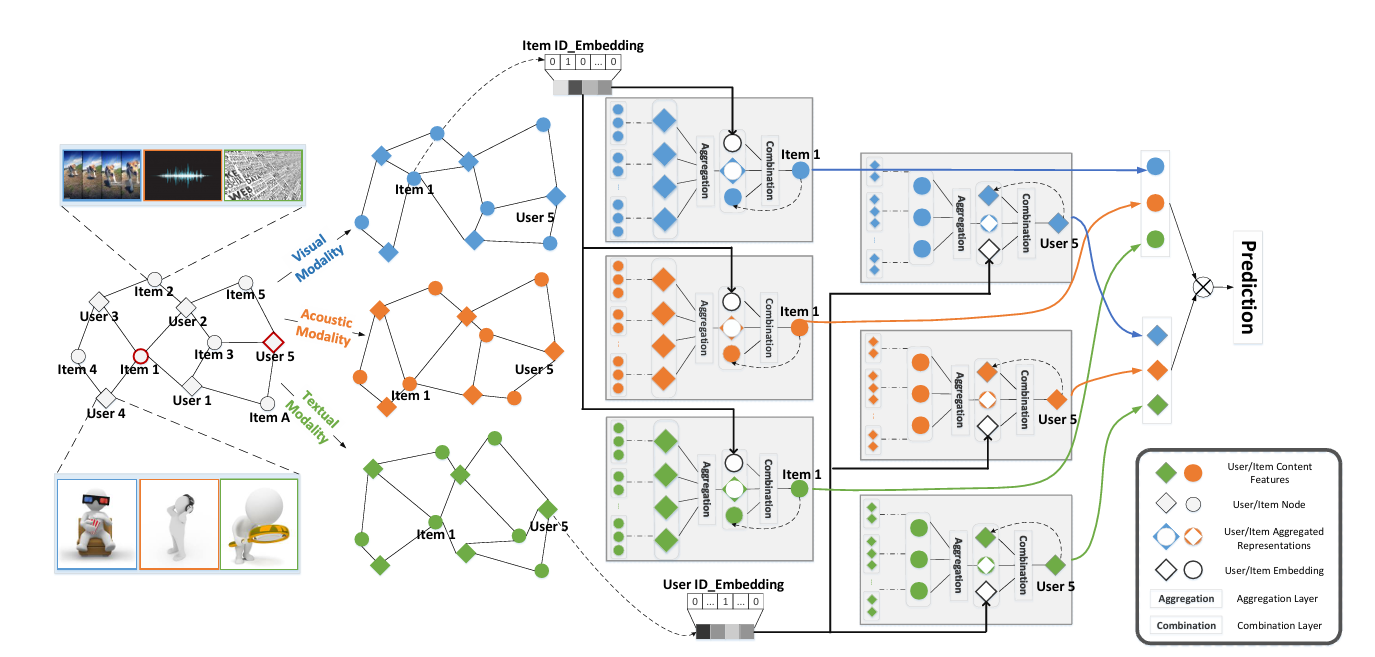 Item ID_Embedding
0 1 0 ... 0
Item 1
User 5
Visual
Modality
Item 2
Item 5
User 3
User 2
Item 3
User 5
Item 4
Item 1
User 4
User 1
Item A
Acoustic
Modality
Item 1
User 5
Textual
Modality
Item 1
User 5
Aggregation
Combination
Item 1
Aggregation
Combination
Item 1
Aggregation
Combination
Item 1
User ID_Embedding
0 ... 1 ... 0
Aggregation
Combination
User 5
Aggregation
Combination
User 5
Aggregation
Combination
User 5
Prediction
User/Item Content
Features
User/Item Node
User/Item Aggregated
Representations
User/Item Embedding
Aggregation
Aggregation Layer
Combination
Combination Layer